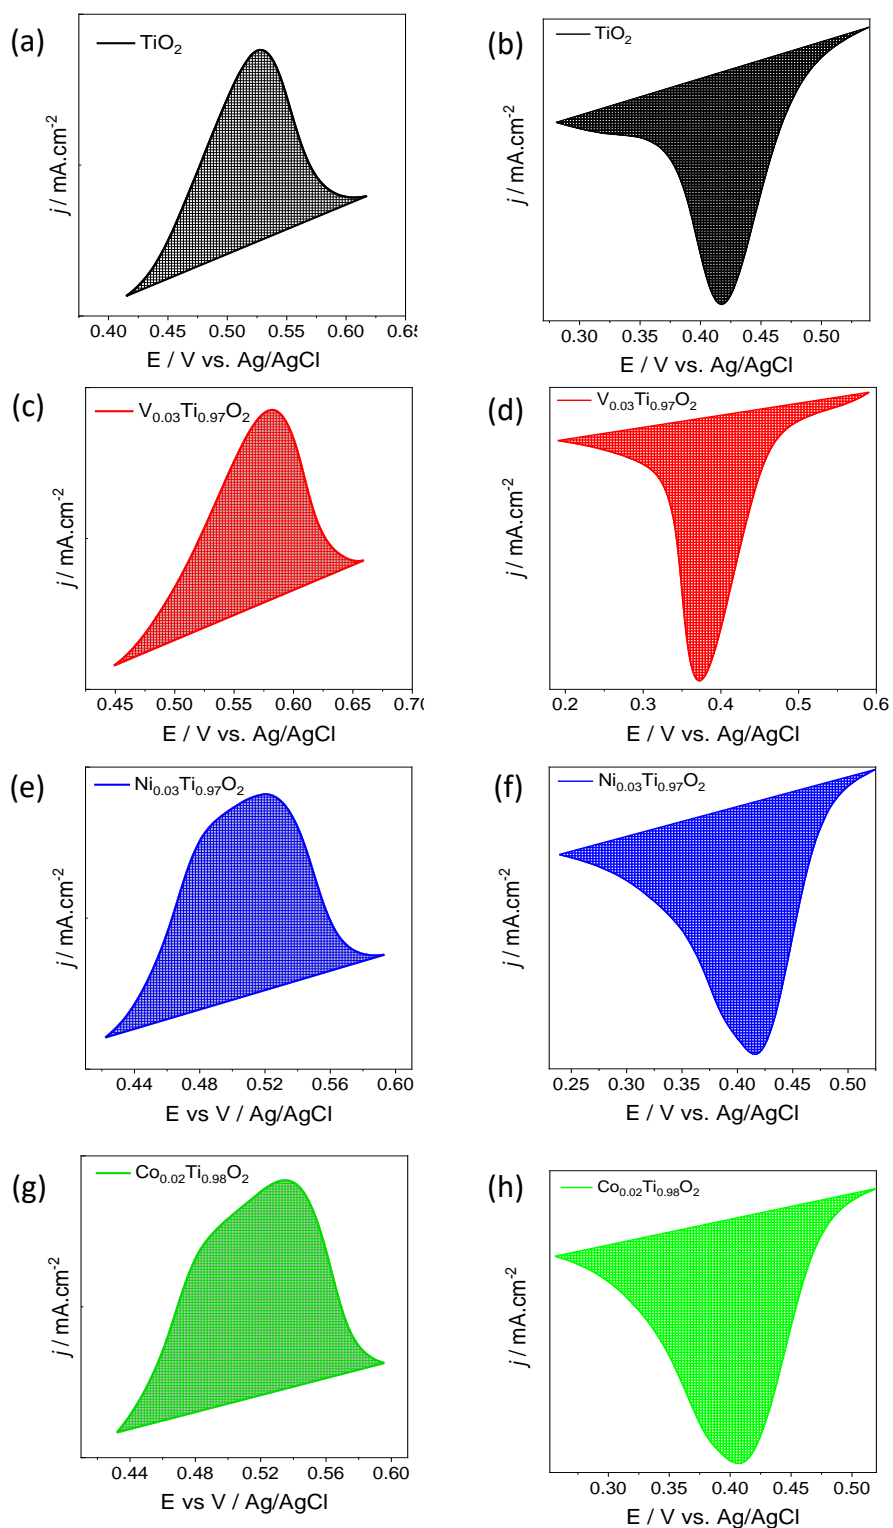 (a)
TiO₂
j / mA.cm⁻²
0.40 0.45 0.50 0.55 0.60 0.65
E / V vs. Ag/AgCl
(b)
TiO₂
j / mA.cm⁻²
0.30 0.35 0.40 0.45 0.50
E / V vs. Ag/AgCl
(c)
V₀.₀₃Ti₀.₉₇O₂
j / mA.cm⁻²
0.45 0.50 0.55 0.60 0.65 0.70
E / V vs. Ag/AgCl
(d)
V₀.₀₃Ti₀.₉₇O₂
j / mA.cm⁻²
0.2 0.3 0.4 0.5 0.6
E / V vs. Ag/AgCl
(e)
Ni₀.₀₃Ti₀.₉₇O₂
j / mA.cm⁻²
0.44 0.48 0.52 0.56 0.60
E vs V / Ag/AgCl
(f)
Ni₀.₀₃Ti₀.₉₇O₂
j / mA.cm⁻²
0.25 0.30 0.35 0.40 0.45 0.50
E / V vs. Ag/AgCl
(g)
Co₀.₀₂Ti₀.₉₈O₂
j / mA.cm⁻²
0.44 0.48 0.52 0.56 0.60
E vs V / Ag/AgCl
(h)
Co₀.₀₂Ti₀.₉₈O₂
j / mA.cm⁻²
0.30 0.35 0.40 0.45 0.50
E / V vs. Ag/AgCl